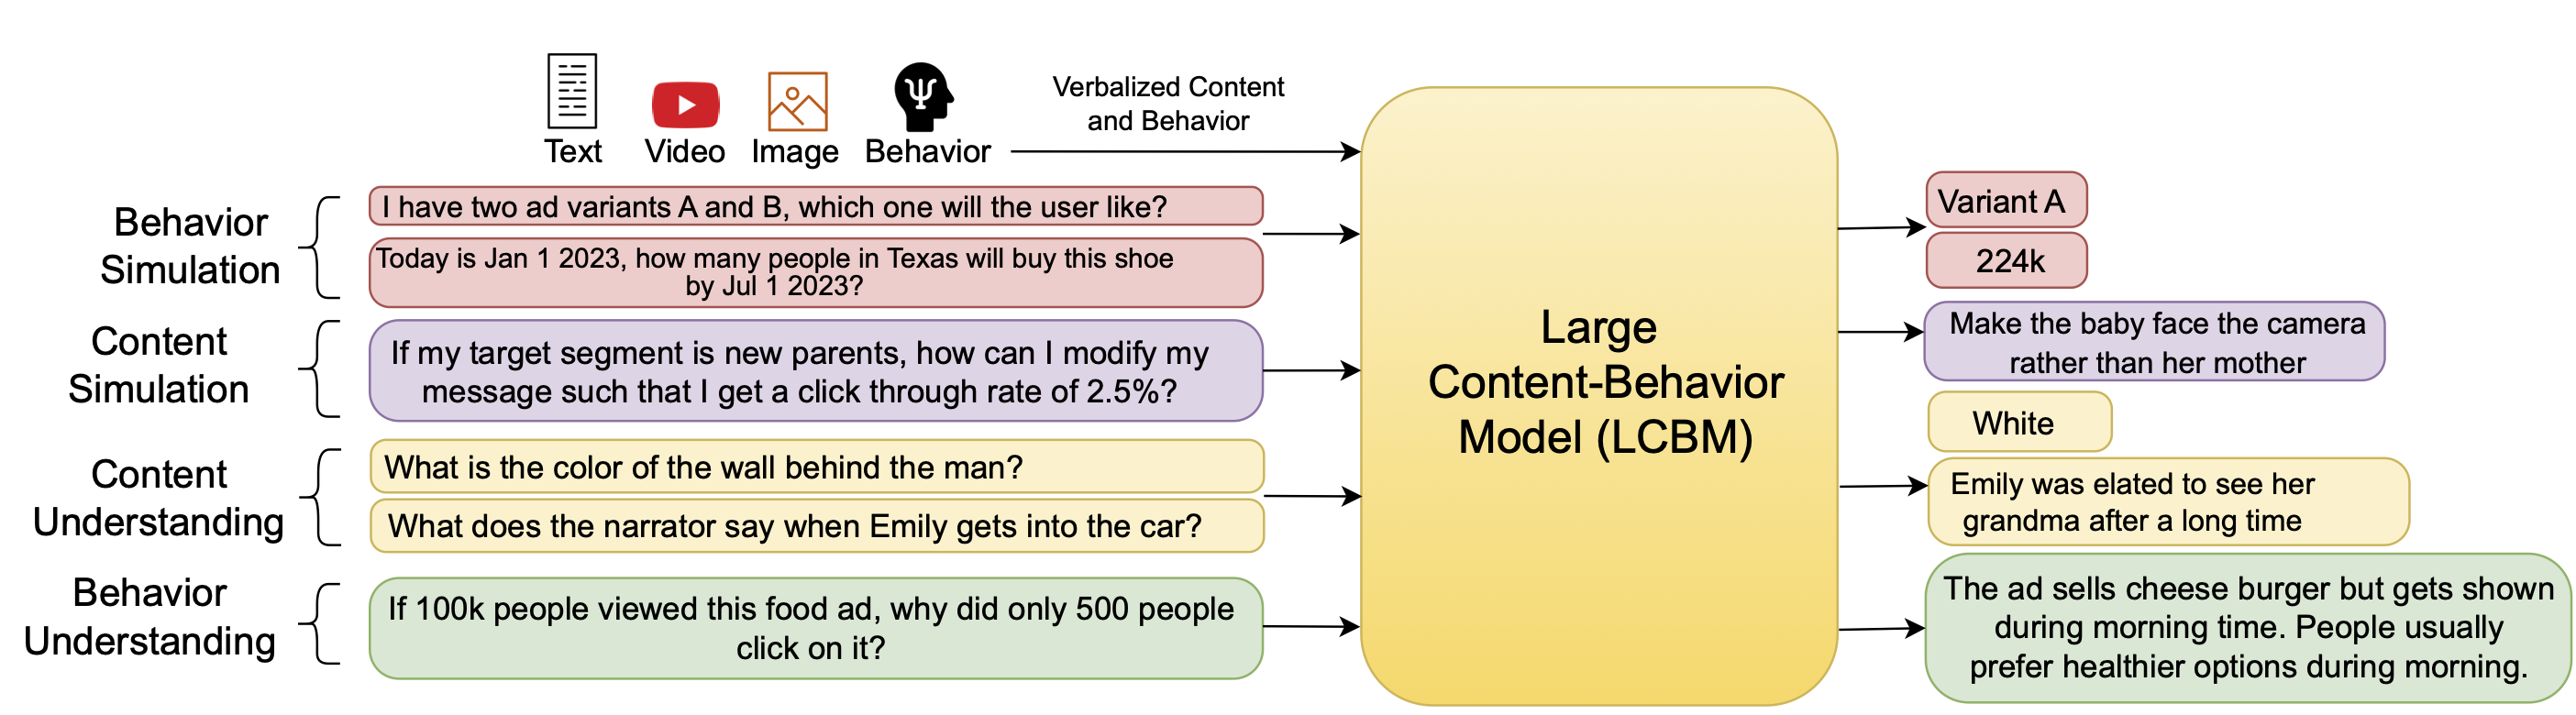 Text
Video
Image
Behavior
Verbalized Content
and Behavior
Behavior
Simulation
I have two ad variants A and B, which one will the user like?
Today is Jan 1 2023, how many people in Texas will buy this shoe
by Jul 1 2023?
Content
Simulation
If my target segment is new parents, how can I modify my
message such that I get a click through rate of 2.5%?
Content
Understanding
What is the color of the wall behind the man?
What does the narrator say when Emily gets into the car?
Behavior
Understanding
If 100k people viewed this food ad, why did only 500 people
click on it?
Large
Content-Behavior
Model (LCBM)
Variant A
224k
Make the baby face the camera
rather than her mother
White
Emily was elated to see her
grandma after a long time
The ad sells cheese burger but gets shown
during morning time. People usually
prefer healthier options during morning.